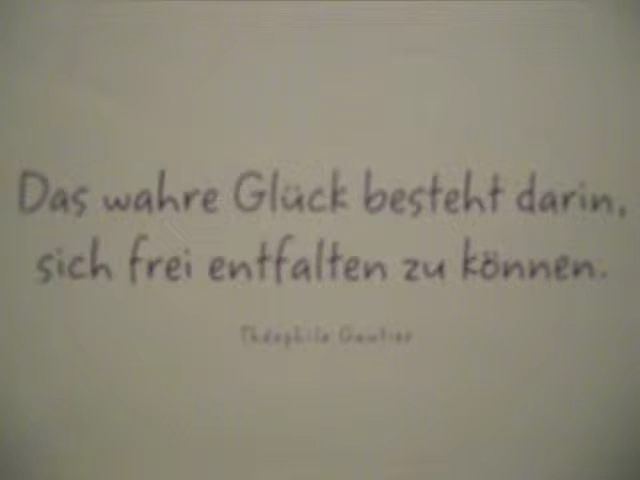 Das wahre Glück besteht darin,
sich frei entfalten zu können.
Théophile Gautier